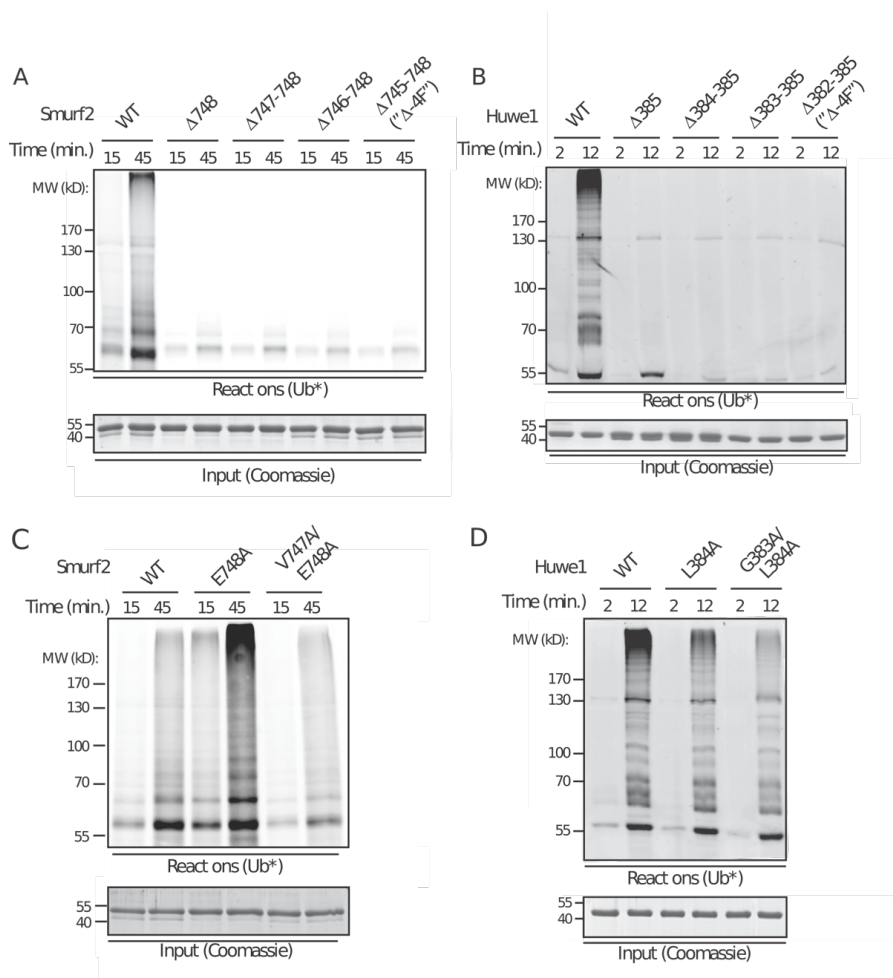 A
Smurf2
WT
Δ748
Δ747-748
Δ746-748
Δ745-748
("Δ-4F")
Time (min.)
15 45 15 45 15 45 15 45 15 45
MW (kD):
170
130
100
70
55
React ons (Ub*)
55
40
Input (Coomassie)
B
Huwe1
WT
Δ385
Δ384-385
Δ383-385
Δ382-385
("Δ-4F")
Time (min.)
2 12 2 12 2 12 2 12 2 12
MW (kD):
170
130
100
70
55
React ons (Ub*)
55
40
Input (Coomassie)
C
Smurf2
WT
E748A
V747A/
E748A
Time (min.)
15 45 15 45 15 45
MW (kD):
170
130
100
70
55
React ons (Ub*)
55
40
Input (Coomassie)
D
Huwe1
WT
L384A
G383A/
L384A
Time (min.)
2 12 2 12 2 12
MW (kD):
170
130
100
70
55
React ons (Ub*)
55
40
Input (Coomassie)